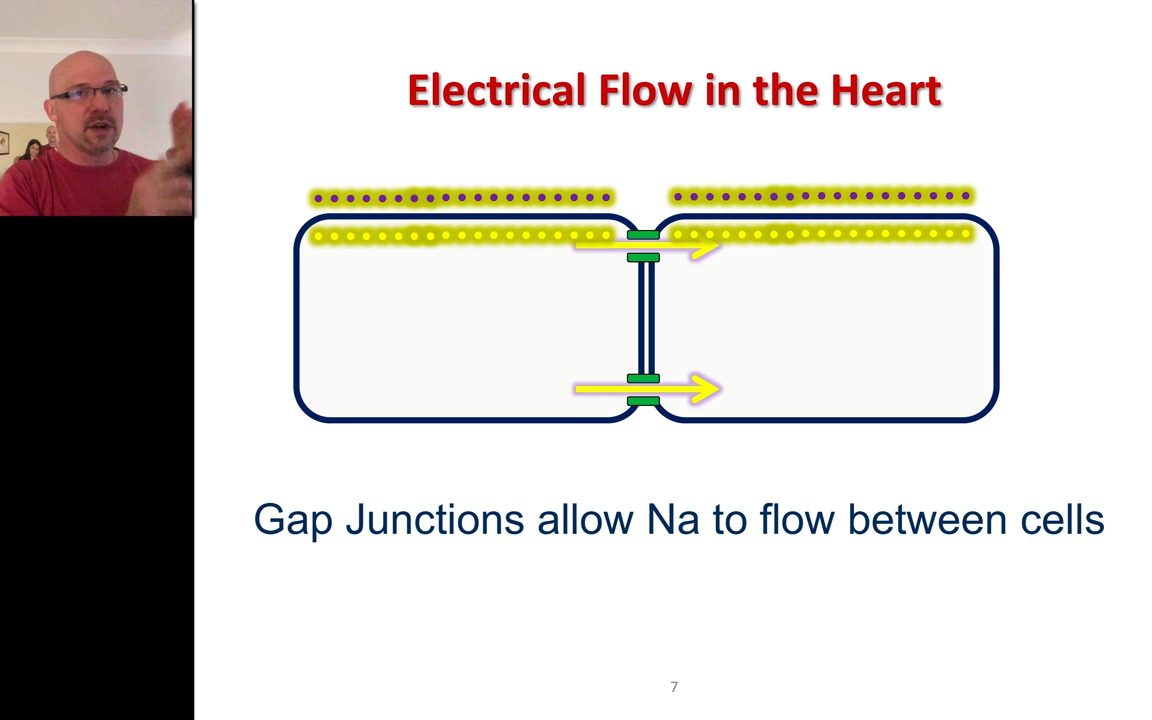 Electrical Flow in the Heart
Gap Junctions allow Na to flow between cells
7